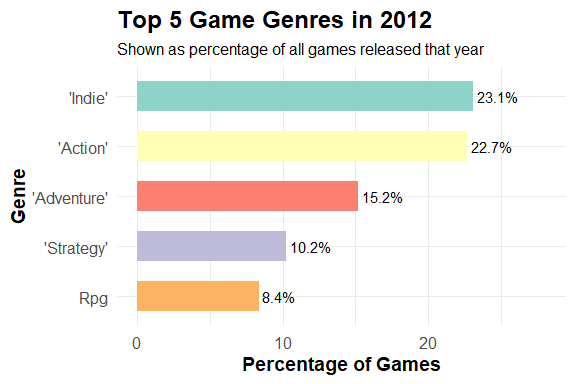 Top 5 Game Genres in 2012
Shown as percentage of all games released that year
Genre
'Indie' 23.1%
'Action' 22.7%
'Adventure' 15.2%
'Strategy' 10.2%
Rpg 8.4%
0 10 20
Percentage of Games